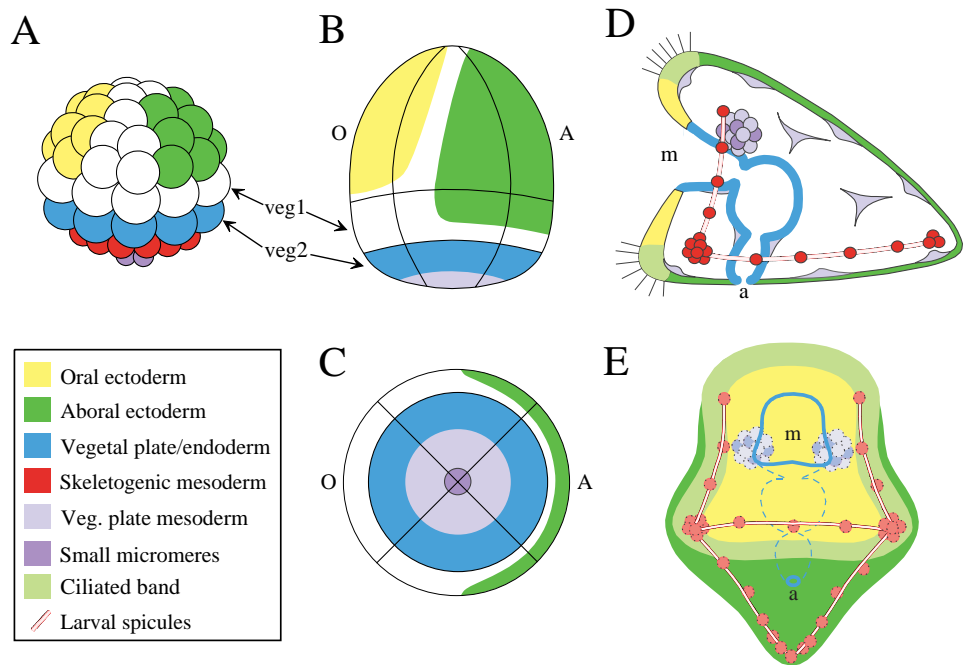 A
B
D
O
A
veg1
veg2
m
a
C
E
O
A
m
a
Oral ectoderm
Aboral ectoderm
Vegetal plate/endoderm
Skeletogenic mesoderm
Veg. plate mesoderm
Small micromeres
Ciliated band
Larval spicules